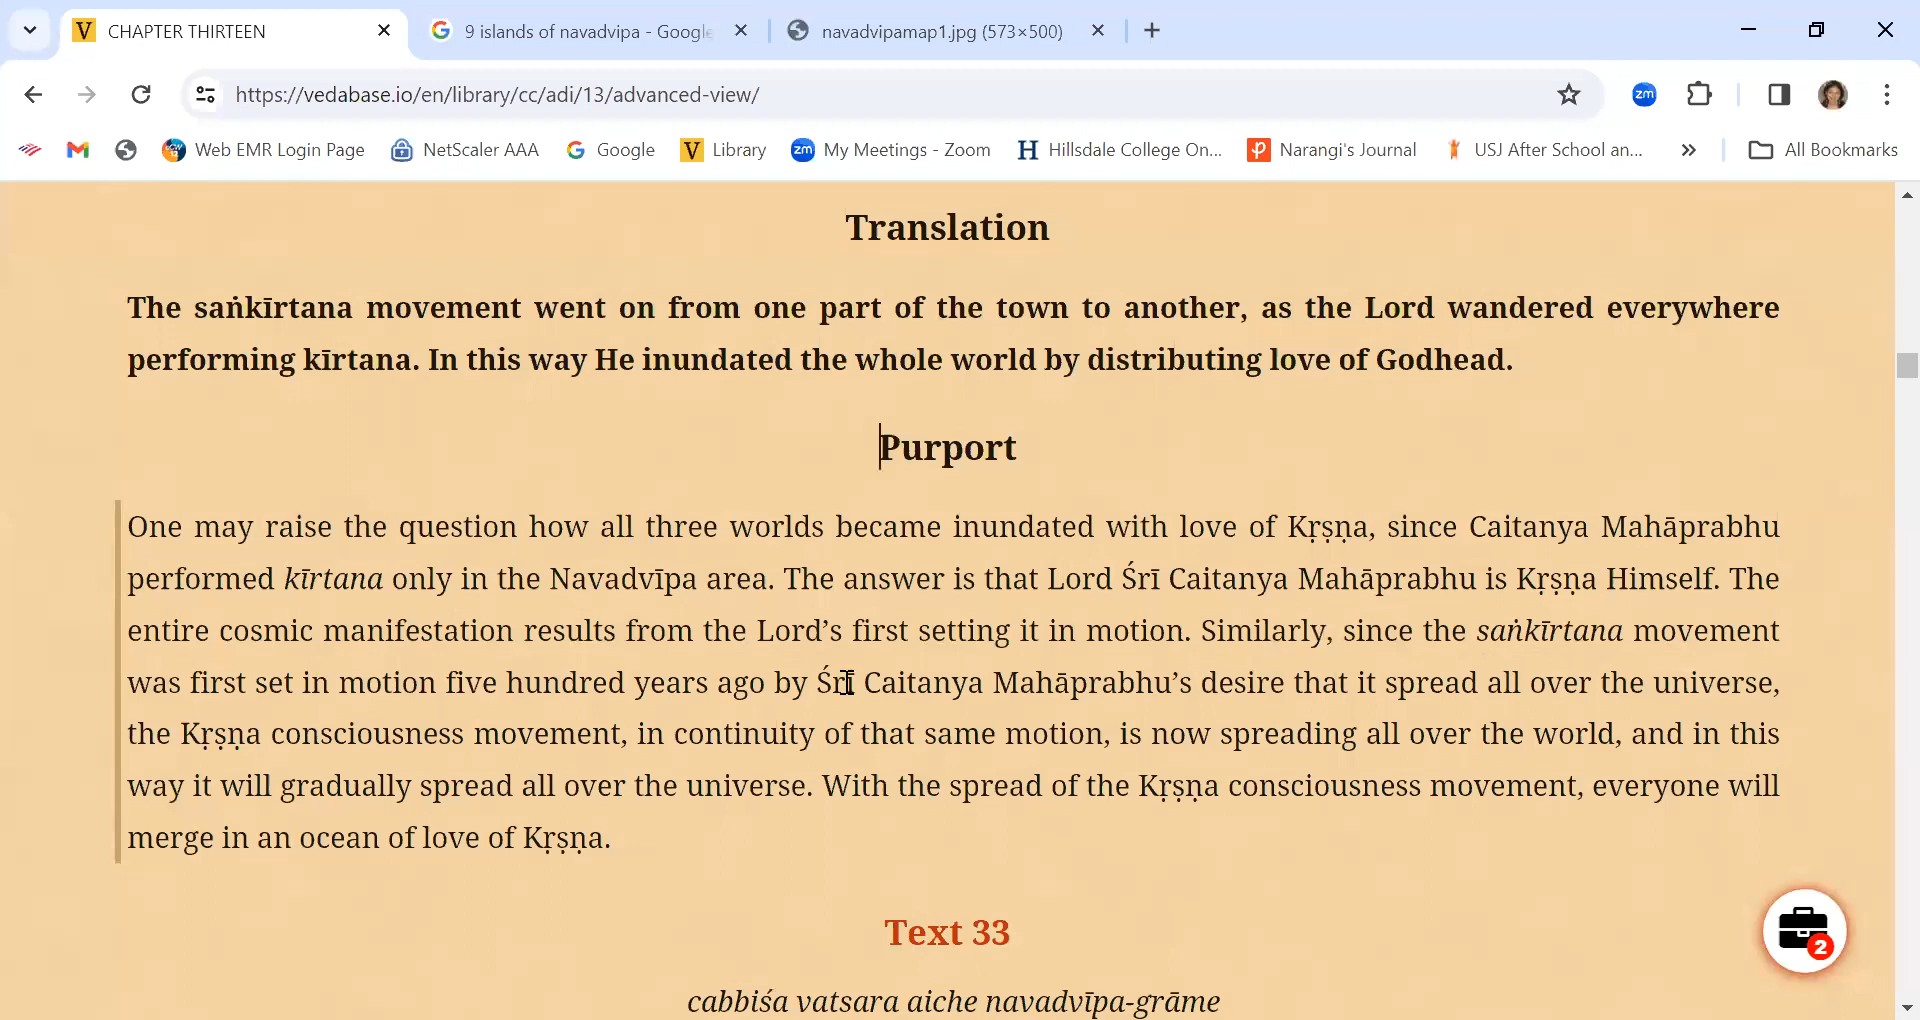 CHAPTER THIRTEEN
9 islands of navadvipa - Google
navadvipamap1.jpg (573×500)
https://vedabase.io/en/library/cc/adi/13/advanced-view/
zm
Web EMR Login Page
NetScaler AAA
Google
Library
zm
My Meetings - Zoom
Hillsdale College On...
Narangi's Journal
USJ After School an...
All Bookmarks
Translation
The saṅkīrtana movement went on from one part of the town to another, as the Lord wandered everywhere
performing kīrtana. In this way He inundated the whole world by distributing love of Godhead.
Purport
One may raise the question how all three worlds became inundated with love of Kṛṣṇa, since Caitanya Mahāprabhu
performed kīrtana only in the Navadvīpa area. The answer is that Lord Śrī Caitanya Mahāprabhu is Kṛṣṇa Himself. The
entire cosmic manifestation results from the Lord’s first setting it in motion. Similarly, since the saṅkīrtana movement
was first set in motion five hundred years ago by Śrī Caitanya Mahāprabhu’s desire that it spread all over the universe,
the Kṛṣṇa consciousness movement, in continuity of that same motion, is now spreading all over the world, and in this
way it will gradually spread all over the universe. With the spread of the Kṛṣṇa consciousness movement, everyone will
merge in an ocean of love of Kṛṣṇa.
2
Text 33
cabbiśa vatsara aiche navadvīpa-grāme